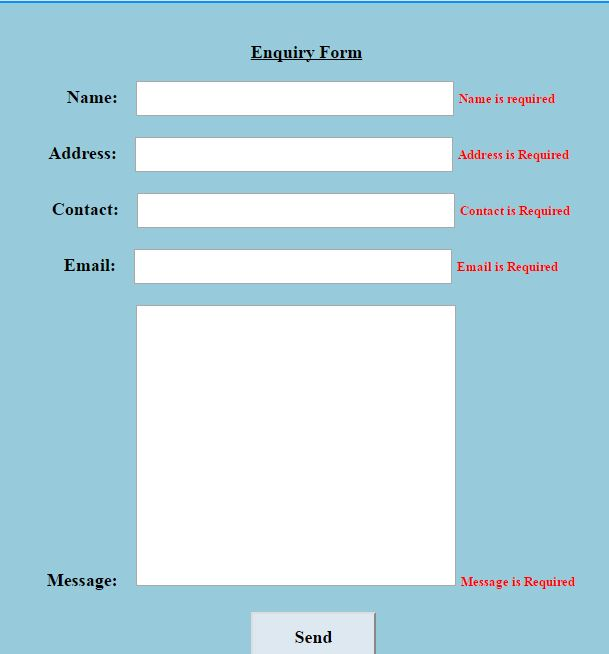 Enquiry Form
Name: Name is required
Address: Address is Required
Contact: Contact is Required
Email: Email is Required
Message: Message is Required
Send